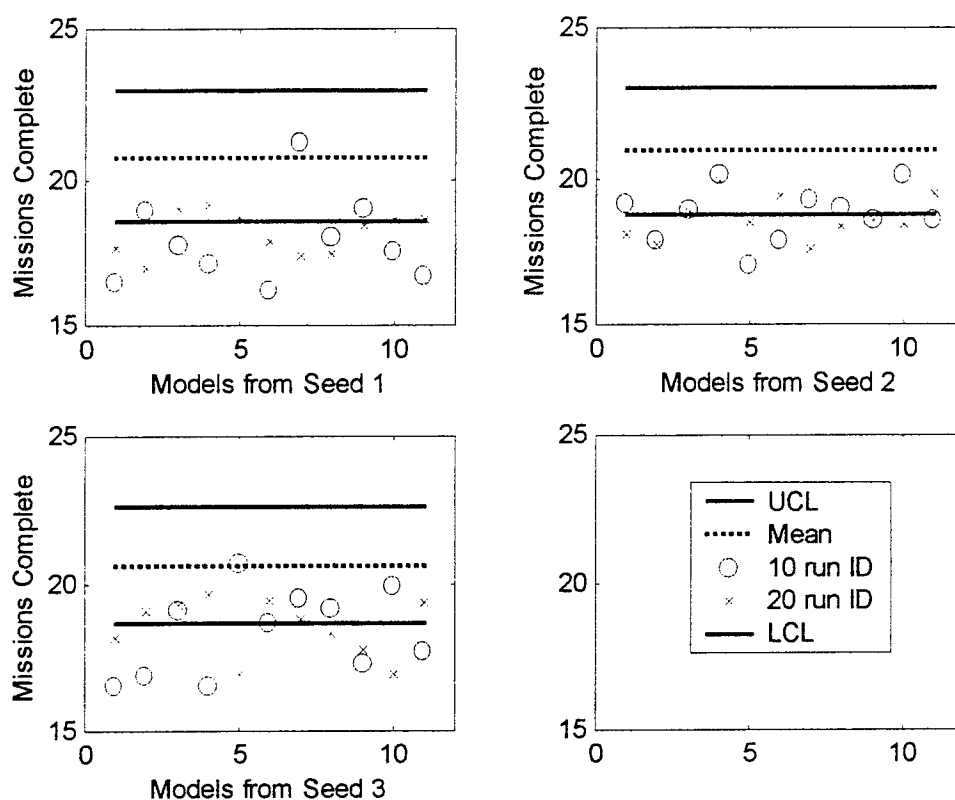 25
20
15
Missions Complete
0
5
10
Models from Seed 1
25
20
15
Missions Complete
0
5
10
Models from Seed 2
25
20
15
Missions Complete
0
5
10
Models from Seed 3
25
20
15
0
5
10
UCL
Mean
10 run ID
20 run ID
LCL